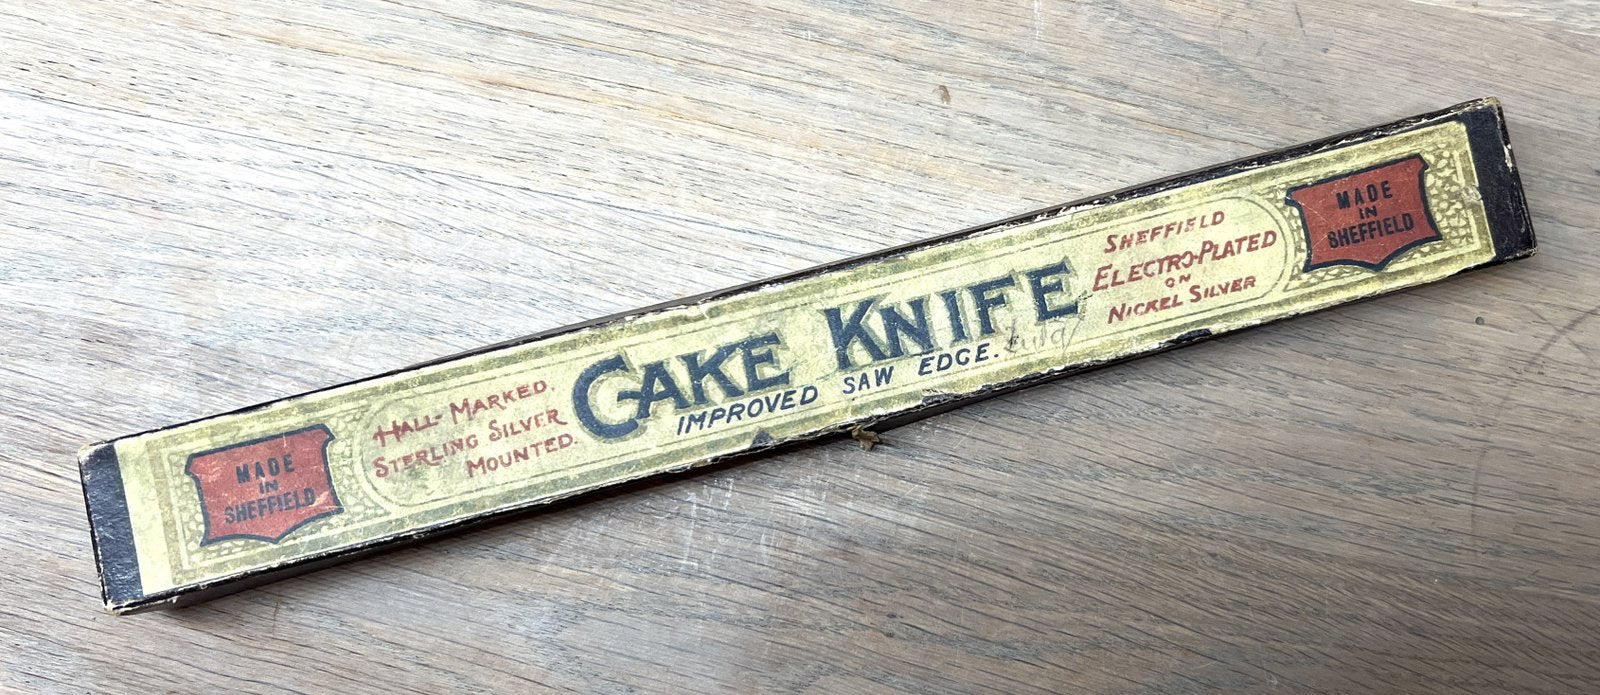 MADE
IN
SHEFFIELD
HALL-MARKED.
STERLING SILVER
MOUNTED.
CAKE KNIFE
IMPROVED SAW EDGE.
SHEFFIELD
ELECTRO-PLATED
ON
NICKEL SILVER
MADE
IN
SHEFFIELD